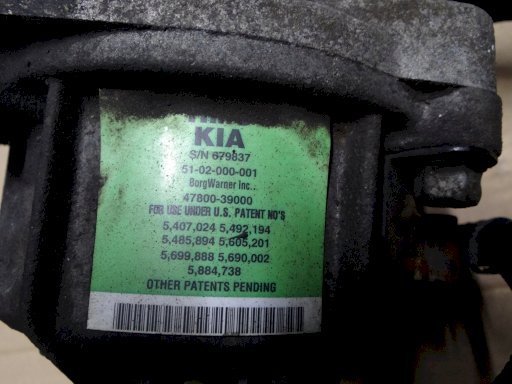 KIA
S/N 679837
51-02-000-001
BorgWarner Inc.
47800-39000
FOR USE UNDER U.S. PATENT NO'S
5,407,024 5,492,194
5,485,894 5,605,201
5,699,888 5,690,002
5,884,738
OTHER PATENTS PENDING